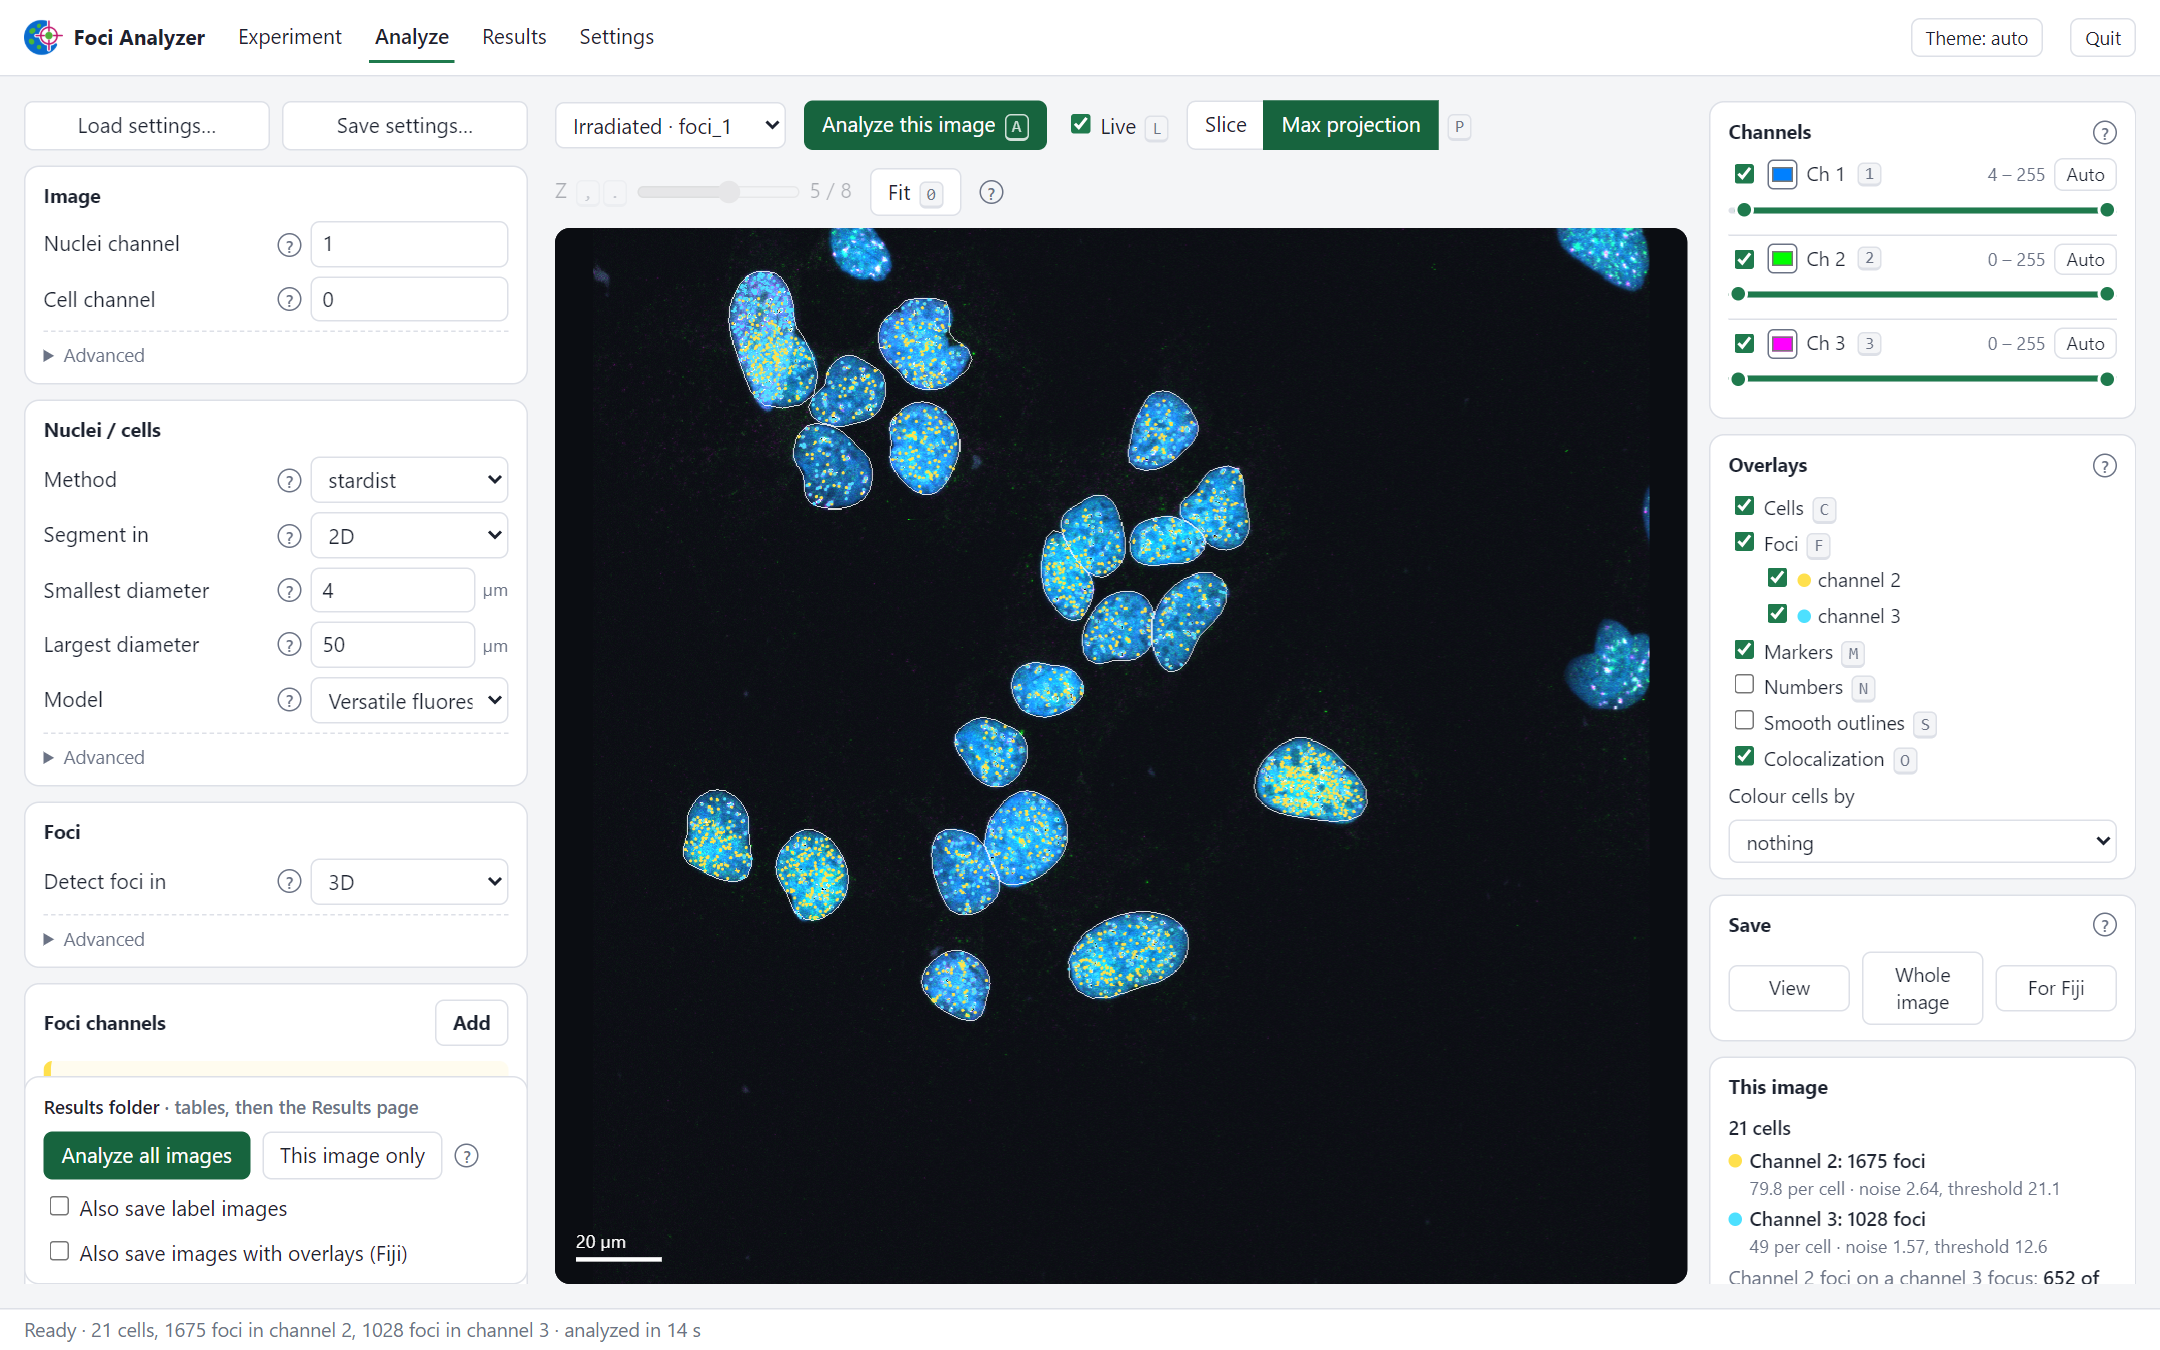 Foci Analyzer
Experiment
Analyze
Results
Settings
Theme: auto
Quit
Load settings...
Save settings...
Image
Nuclei channel ? 1
Cell channel ? 0
Advanced
Nuclei / cells
Method ? stardist
Segment in ? 2D
Smallest diameter ? 4 µm
Largest diameter ? 50 µm
Model ? Versatile fluores
Advanced
Foci
Detect foci in ? 3D
Advanced
Foci channels
Add
Results folder · tables, then the Results page
Analyze all images
This image only
?
Also save label images
Also save images with overlays (Fiji)
Irradiated · foci_1
Analyze this image A
Live L
Slice
Max projection
P
Z , . 5 / 8
Fit 0
?
20 µm
Channels ?
Ch 1 1 4 – 255 Auto
Ch 2 2 0 – 255 Auto
Ch 3 3 0 – 255 Auto
Overlays ?
Cells C
Foci F
channel 2
channel 3
Markers M
Numbers N
Smooth outlines S
Colocalization O
Colour cells by
nothing
Save ?
View
Whole
image
For Fiji
This image
21 cells
Channel 2: 1675 foci
79.8 per cell · noise 2.64, threshold 21.1
Channel 3: 1028 foci
49 per cell · noise 1.57, threshold 12.6
Channel 2 foci on a channel 3 focus: 652 of
Ready · 21 cells, 1675 foci in channel 2, 1028 foci in channel 3 · analyzed in 14 s